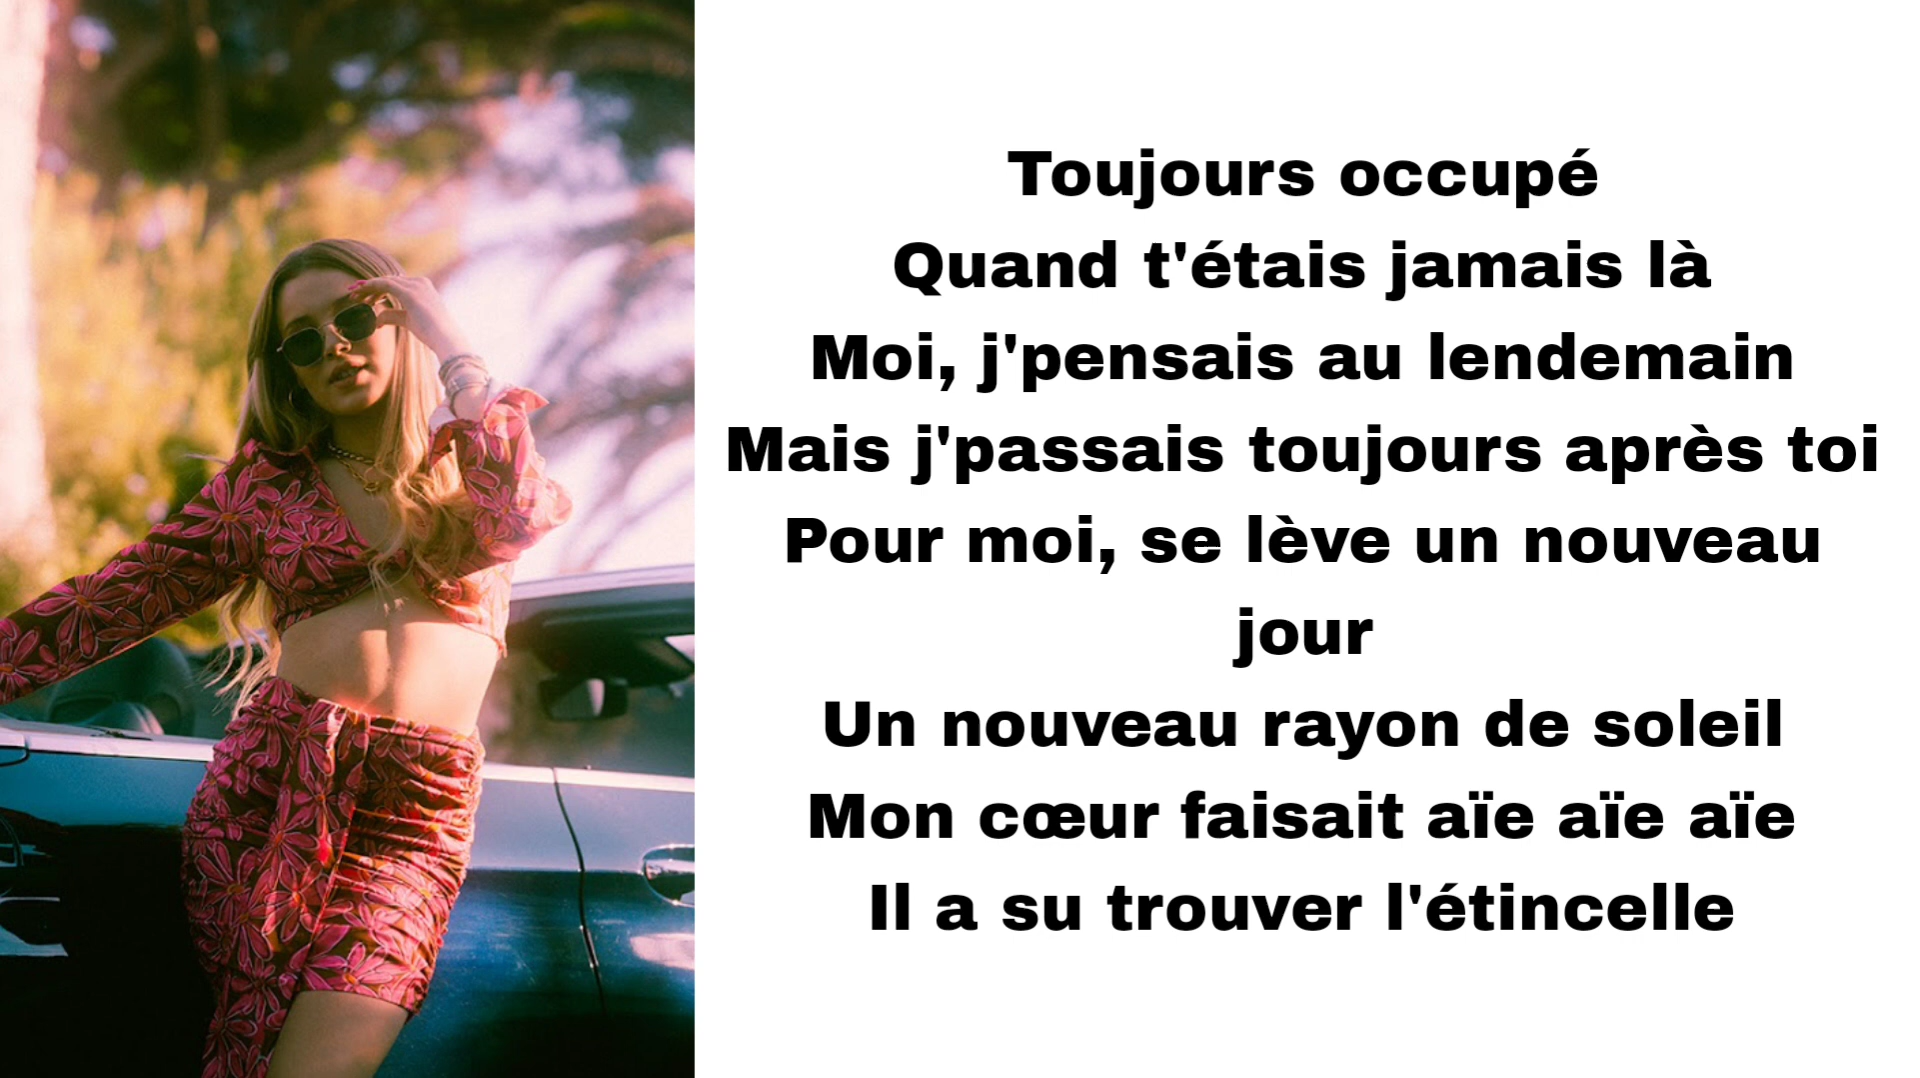 Toujours occupé
Quand t'étais jamais là
Moi, j'pensais au lendemain
Mais j'passais toujours après toi
Pour moi, se lève un nouveau
jour
Un nouveau rayon de soleil
Mon cœur faisait aïe aïe aïe
Il a su trouver l'étincelle